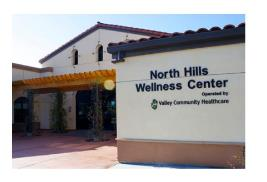 North Hills
Wellness Center
Operated by
Valley Community Healthcare